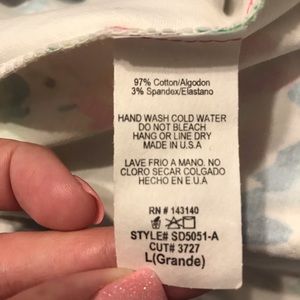 97% Cotton/Algodon
3% Spandex/Elastano
HAND WASH COLD WATER
DO NOT BLEACH
HANG OR LINE DRY
MADE IN U.S.A
LAVE FRIO A MANO. NO
CLORO SECAR COLGADO
HECHO EN E.U.A
RN # 143140
STYLE# SD5051-A
CUT# 3727
L(Grande)